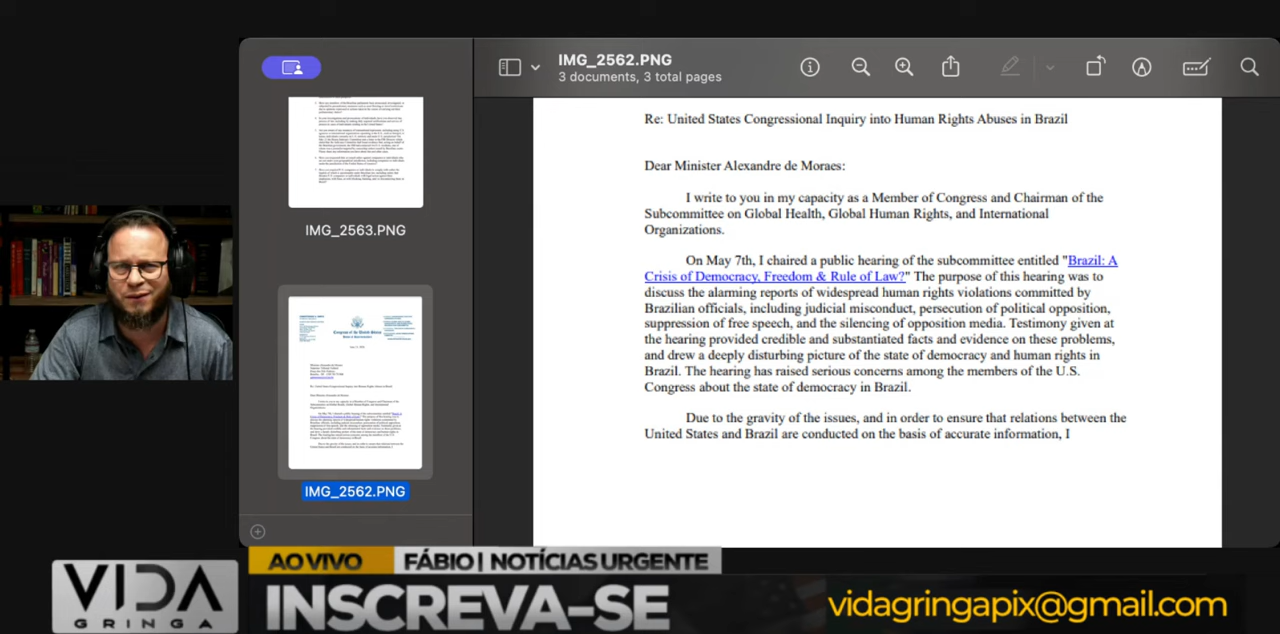 IMG_2562.PNG
3 documents, 3 total pages
IMG_2563.PNG
Congress of the United States
IMG_2562.PNG
Re: United States Congressional Inquiry into Human Rights Abuses in Brazil
Dear Minister Alexandre de Moraes:
I write to you in my capacity as a Member of Congress and Chairman of the
Subcommittee on Global Health, Global Human Rights, and International
Organizations.
On May 7th, I chaired a public hearing of the subcommittee entitled "Brazil: A
Crisis of Democracy, Freedom & Rule of Law?" The purpose of this hearing was to
discuss the alarming reports of widespread human rights violations committed by
Brazilian officials, including judicial misconduct, persecution of political opposition,
suppression of free speech, and the silencing of opposition media. Testimony given at
the hearing provided credible and substantiated facts and evidence on these problems,
and drew a deeply disturbing picture of the state of democracy and human rights in
Brazil. The hearing has raised serious concerns among the members of the U.S.
Congress about the state of democracy in Brazil.
Due to the gravity of the issues, and in order to ensure that relations between the
United States and Brazil are conducted on the basis of accurate information, I
AO VIVO FÁBIO | NOTÍCIAS URGENTE
VIDA
GRINGA
INSCREVA-SE
vidagringapix@gmail.com